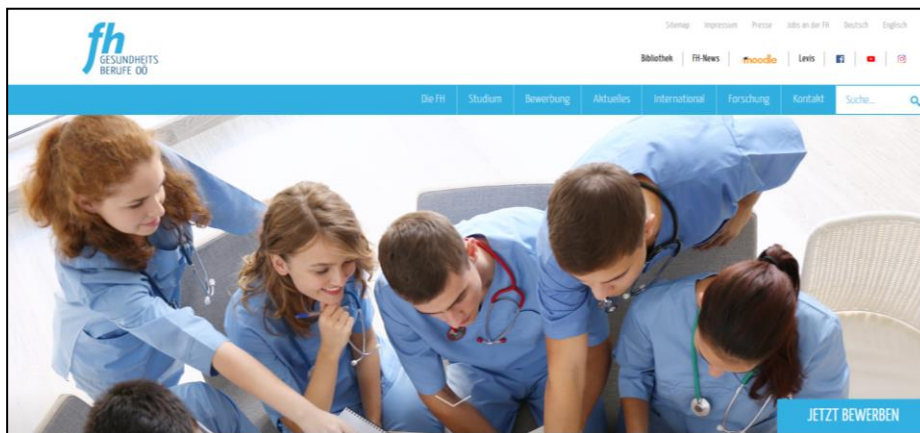 fh
GESUNDHEITS
BERUFE OÖ
Sitemap Impressum Presse Jobs an der FH Deutsch Englisch
Bibliothek FH-News moodle Lexis
Die FH Studium Bewerbung Aktuelles International Forschung Kontakt Suche...
JETZT BEWERBEN